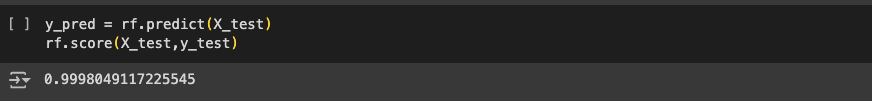 [ ] y_pred = rf.predict(X_test)
rf.score(X_test,y_test)
0.9998049117225545